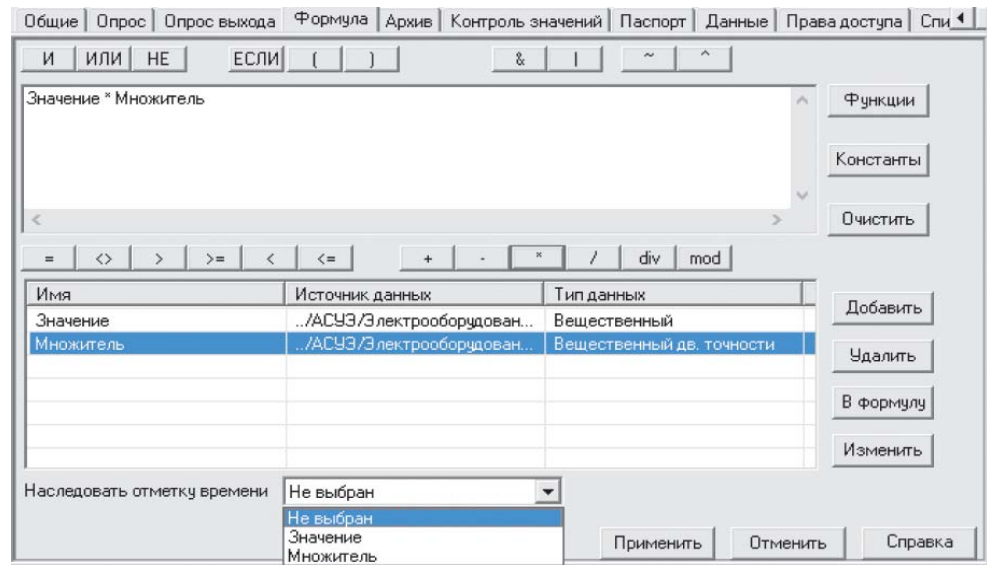 Общие Опрос Опрос выхода Формула Архив Контроль значений Паспорт Данные Права доступа Спи
И ИЛИ НЕ ЕСЛИ ( ) & | ~ ^
Значение * Множитель
Функции
Константы
Очистить
= <> > >= < <= + - * / div mod
Имя Источник данных Тип данных
Значение .../АСУЭ/Электрооборудован... Вещественный
Множитель .../АСУЭ/Электрооборудован... Вещественный дв. точности
Добавить
Удалить
В формулу
Изменить
Наследовать отметку времени Не выбран
Не выбран
Значение
Множитель
Применить Отменить Справка